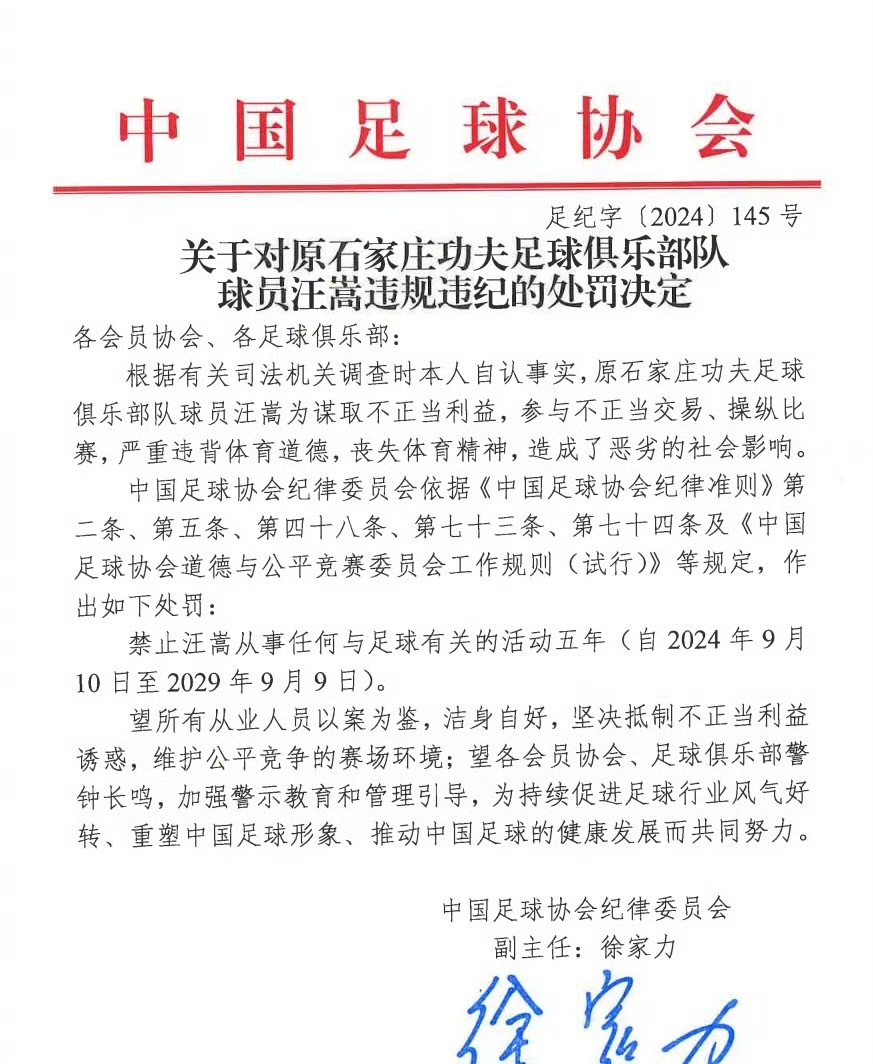 中国足球协会
足纪字〔2024〕145号
关于对原石家庄功夫足球俱乐部队
球员汪嵩违规违纪的处罚决定
各会员协会、各足球俱乐部：
根据有关司法机关调查时本人自认事实，原石家庄功夫足球
俱乐部队球员汪嵩为谋取不正当利益，参与不正当交易、操纵比
赛，严重违背体育道德，丧失体育精神，造成了恶劣的社会影响。
中国足球协会纪律委员会依据《中国足球协会纪律准则》第
二条、第五条、第四十八条、第七十三条、第七十四条及《中国
足球协会道德与公平竞赛委员会工作规则（试行）》等规定，作
出如下处罚：
禁止汪嵩从事任何与足球有关的活动五年（自2024年9月
10日至2029年9月9日）。
望所有从业人员以案为鉴，洁身自好，坚决抵制不正当利益
诱惑，维护公平竞争的赛场环境；望各会员协会、足球俱乐部警
钟长鸣，加强警示教育和管理引导，为持续促进足球行业风气好
转、重塑中国足球形象、推动中国足球的健康发展而共同努力。
中国足球协会纪律委员会
副主任：徐家力
徐家力